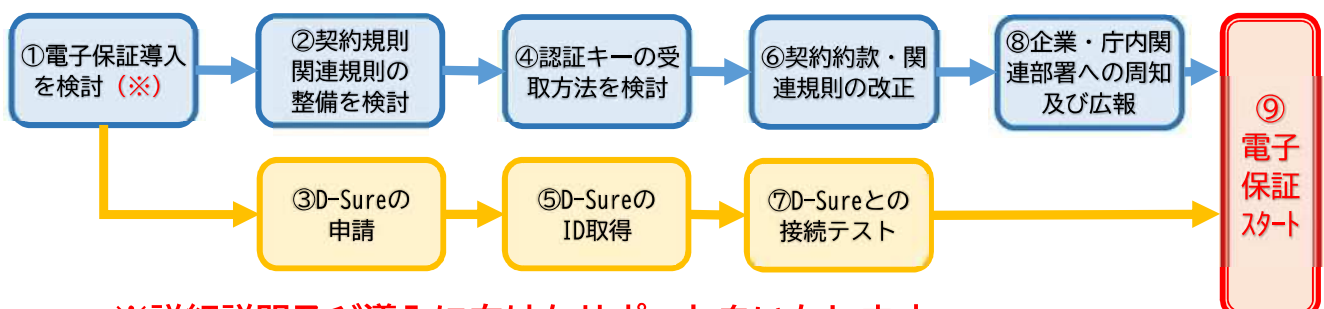 ①電子保証導入
を検討（※）
②契約規則
関連規則の
整備を検討
④認証キーの受
取方法を検討
⑥契約約款・関
連規則の改正
⑧企業・庁内関
連部署への周知
及び広報
③D-Sureの
申請
⑤D-Sureの
ID取得
⑦D-Sureとの
接続テスト
⑨
電子
保証
スタート